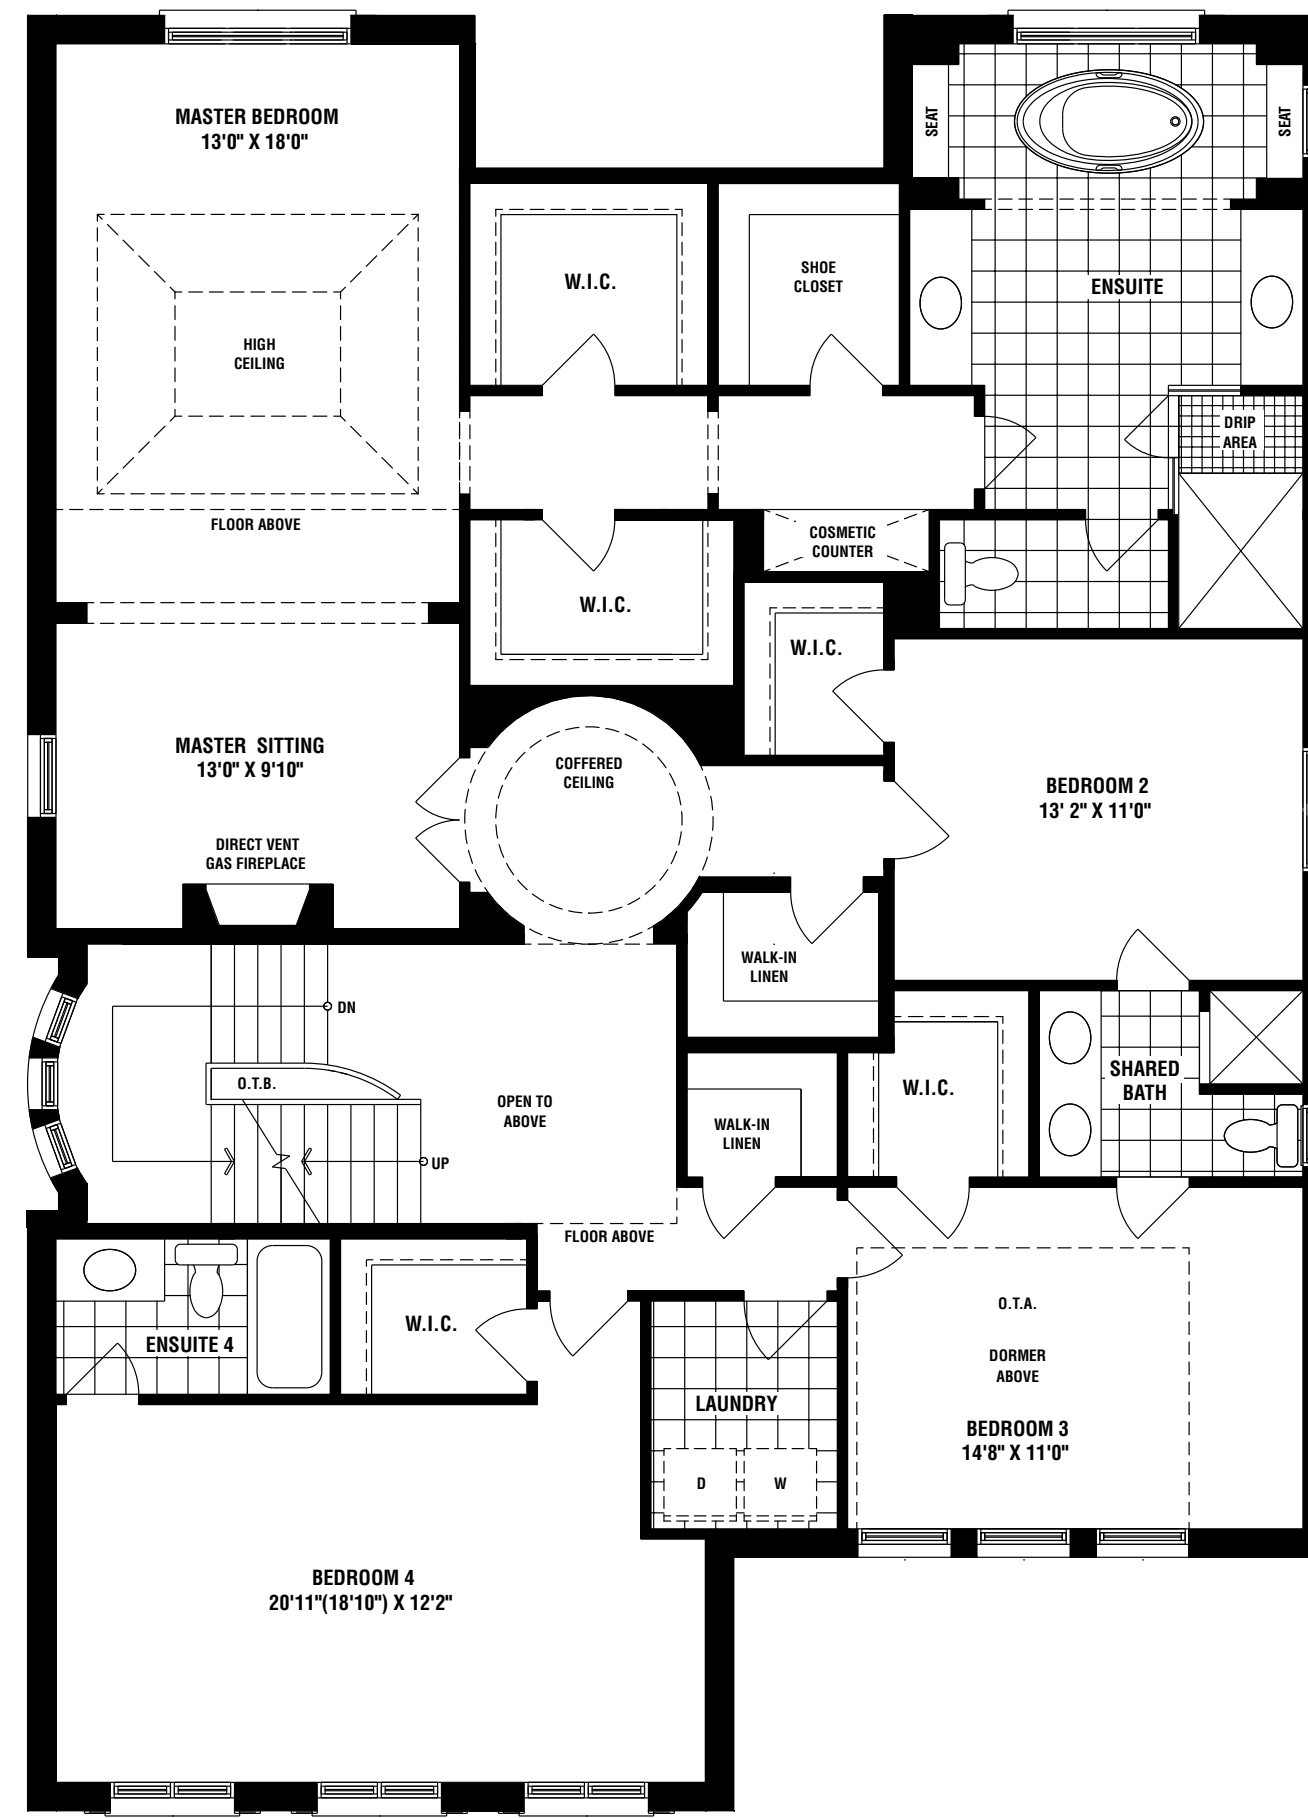 MASTER BEDROOM
13'0" X 18'0"
SEAT
SEAT
W.I.C.
SHOE
CLOSET
ENSUITE
HIGH
CEILING
DRIP
AREA
FLOOR ABOVE
COSMETIC
COUNTER
W.I.C.
W.I.C.
MASTER SITTING
13'0" X 9'10"
COFFERED
CEILING
BEDROOM 2
13' 2" X 11'0"
DIRECT VENT
GAS FIREPLACE
WALK-IN
LINEN
DN
O.T.B.
OPEN TO
ABOVE
W.I.C.
SHARED
BATH
WALK-IN
LINEN
UP
FLOOR ABOVE
ENSUITE 4
W.I.C.
O.T.A.
DORMER
ABOVE
LAUNDRY
BEDROOM 3
14'8" X 11'0"
D
W
BEDROOM 4
20'11"(18'10") X 12'2"